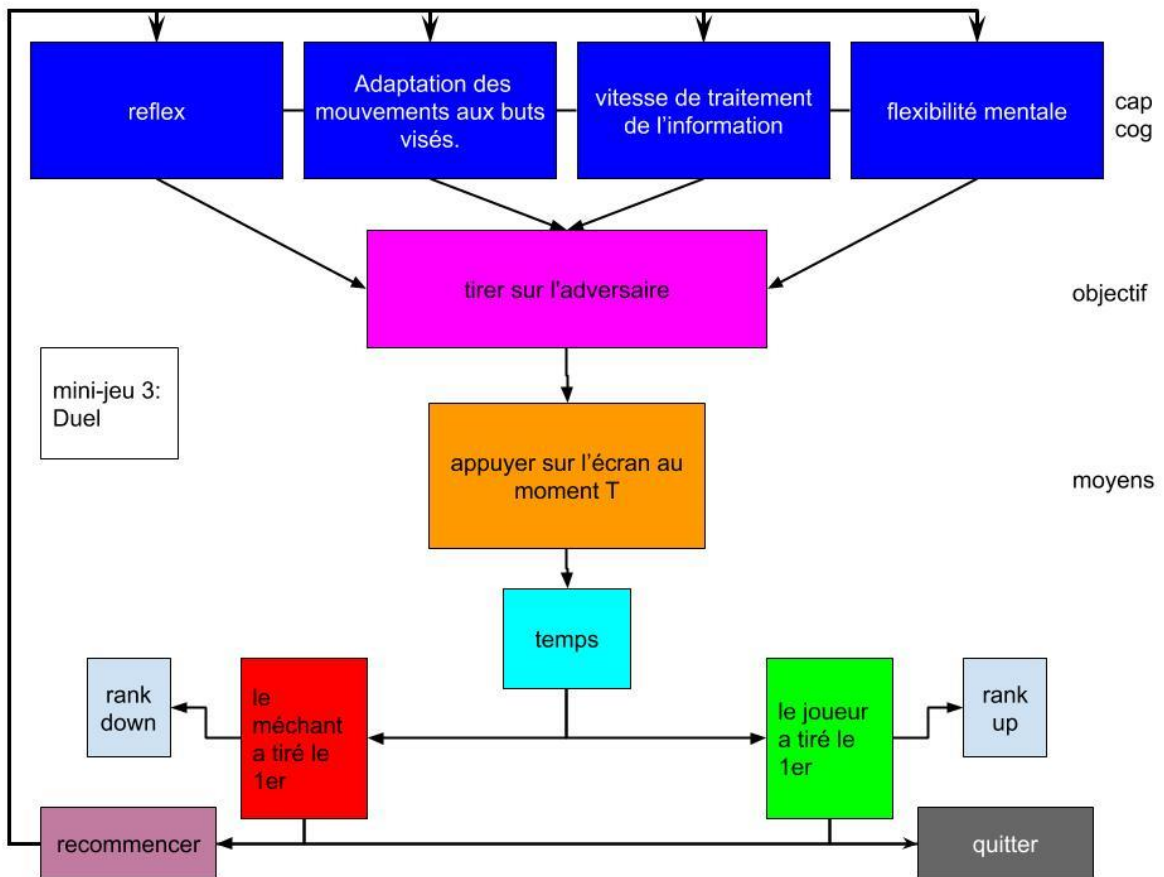 reflex
Adaptation des
mouvements aux buts
visés.
vitesse de traitement
de l'information
flexibilité mentale
cap
cog
tirer sur l'adversaire
objectif
mini-jeu 3:
Duel
appuyer sur l'écran au
moment T
moyens
temps
rank
down
le
méchant
a tiré le
1er
le joueur
a tiré le
1er
rank
up
recommencer
quitter